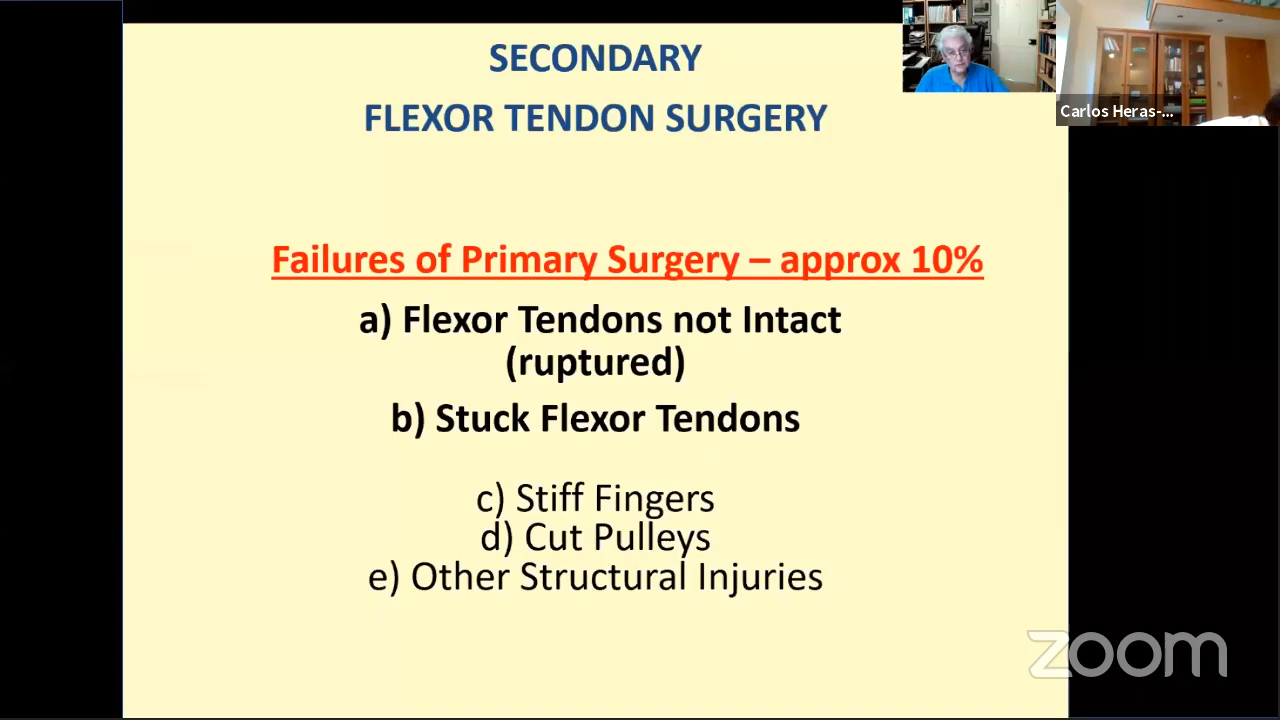 SECONDARY
FLEXOR TENDON SURGERY
Carlos Heras-...
Failures of Primary Surgery – approx 10%
a) Flexor Tendons not Intact
(ruptured)
b) Stuck Flexor Tendons
c) Stiff Fingers
d) Cut Pulleys
e) Other Structural Injuries
zoom